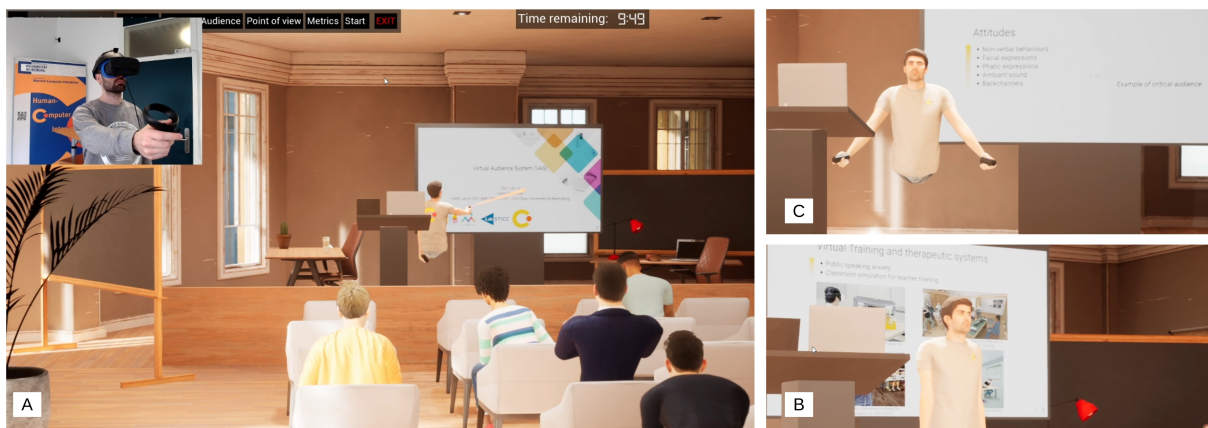 Audience Point of view Metrics Start EXIT
Time remaining: 9:49
Human-
Computer
Virtual Audience System (VAS)
A
Attitudes
Non-verbal behaviours
Facial expressions
Phatic expressions
Ambient sound
Backchannels
Example of critical audience
C
Virtual Training and therapeutic systems
Public speaking anxiety
Classroom simulation for teacher training
B